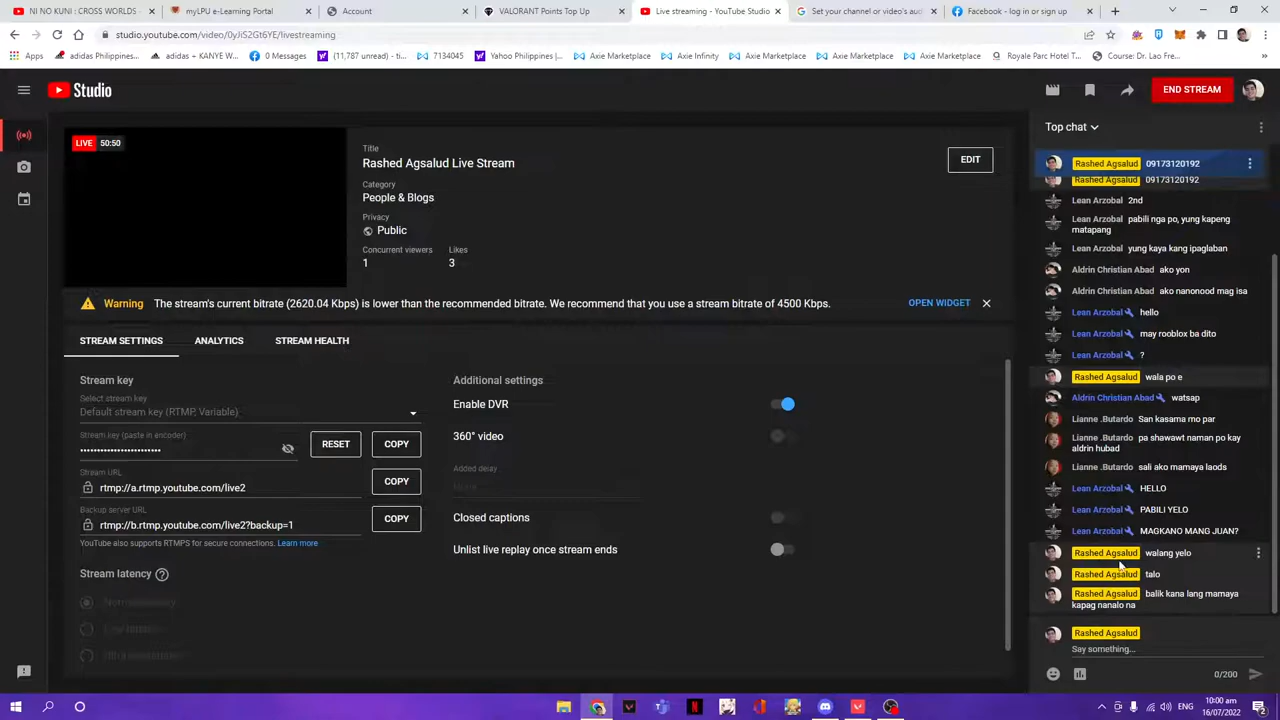 NI NO KUNI : CROSS WORLDS
myLPU e-Learning Portal
Account
VALORANT Points Top Up
Live streaming - YouTube Studio
Set your channel or video's aud
Facebook - log in or sign up
studio.youtube.com/video/0yJiS2Gt6YE/livestreaming
adidas Philippines...
adidas + KANYE W...
0 Messages
(11,787 unread) - ti...
7134045
Yahoo Philippines |...
Axie Marketplace
Axie Infinity
Axie Marketplace
Axie Marketplace
Axie Marketplace
Royale Parc Hotel T...
Course: Dr. Lao Fre...
Studio
END STREAM
LIVE 50:50
Title
Rashed Agsalud Live Stream
EDIT
Category
People & Blogs
Privacy
Public
Concurrent viewers
Likes
1
3
Warning The stream's current bitrate (2620.04 Kbps) is lower than the recommended bitrate. We recommend that you use a stream bitrate of 4500 Kbps.
OPEN WIDGET
STREAM SETTINGS
ANALYTICS
STREAM HEALTH
Stream key
Select stream key
Default stream key (RTMP, Variable)
Stream key (paste in encoder)
RESET
COPY
Stream URL
rtmp://a.rtmp.youtube.com/live2
COPY
Backup server URL
rtmp://b.rtmp.youtube.com/live2?backup=1
COPY
YouTube also supports RTMPS for secure connections. Learn more
Stream latency
Additional settings
Enable DVR
360° video
Added delay
None
Closed captions
Unlist live replay once stream ends
Top chat
Rashed Agsalud 09173120192
Rashed Agsalud 09173120192
Lean Arzobal 2nd
Lean Arzobal pabili nga po, yung kapeng
matapang
Lean Arzobal yung kaya kang ipaglaban
Aldrin Christian Abad ako yon
Aldrin Christian Abad ako nanonood mag isa
Lean Arzobal hello
Lean Arzobal may rooblox ba dito
Lean Arzobal ?
Rashed Agsalud wala po e
Aldrin Christian Abad watsap
Lianne .Butardo San kasama mo par
Lianne .Butardo pa shawawt naman po kay
aldrin hubad
Lianne .Butardo sali ako mamaya laods
Lean Arzobal HELLO
Lean Arzobal PABILI YELO
Lean Arzobal MAGKANO MANG JUAN?
Rashed Agsalud walang yelo
Rashed Agsalud talo
Rashed Agsalud balik kana lang mamaya
kapag nanalo na
Rashed Agsalud
Say something...
0/200
ENG
10:00 am
16/07/2022
2